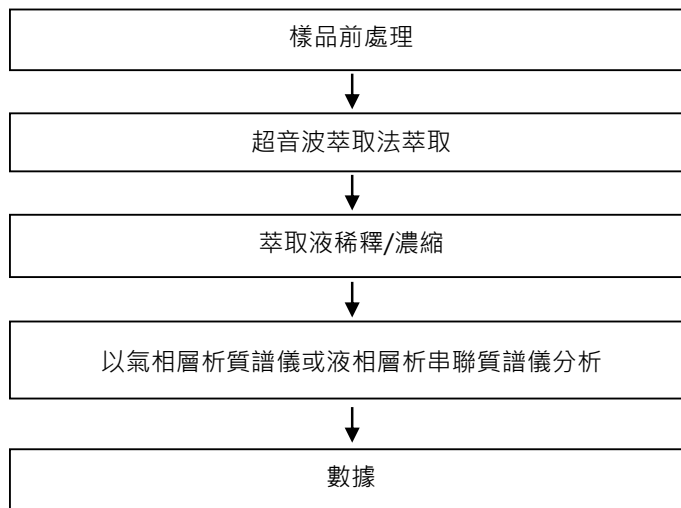 樣品前處理
超音波萃取法萃取
萃取液稀釋/濃縮
以氣相層析質譜儀或液相層析串聯質譜儀分析
數據